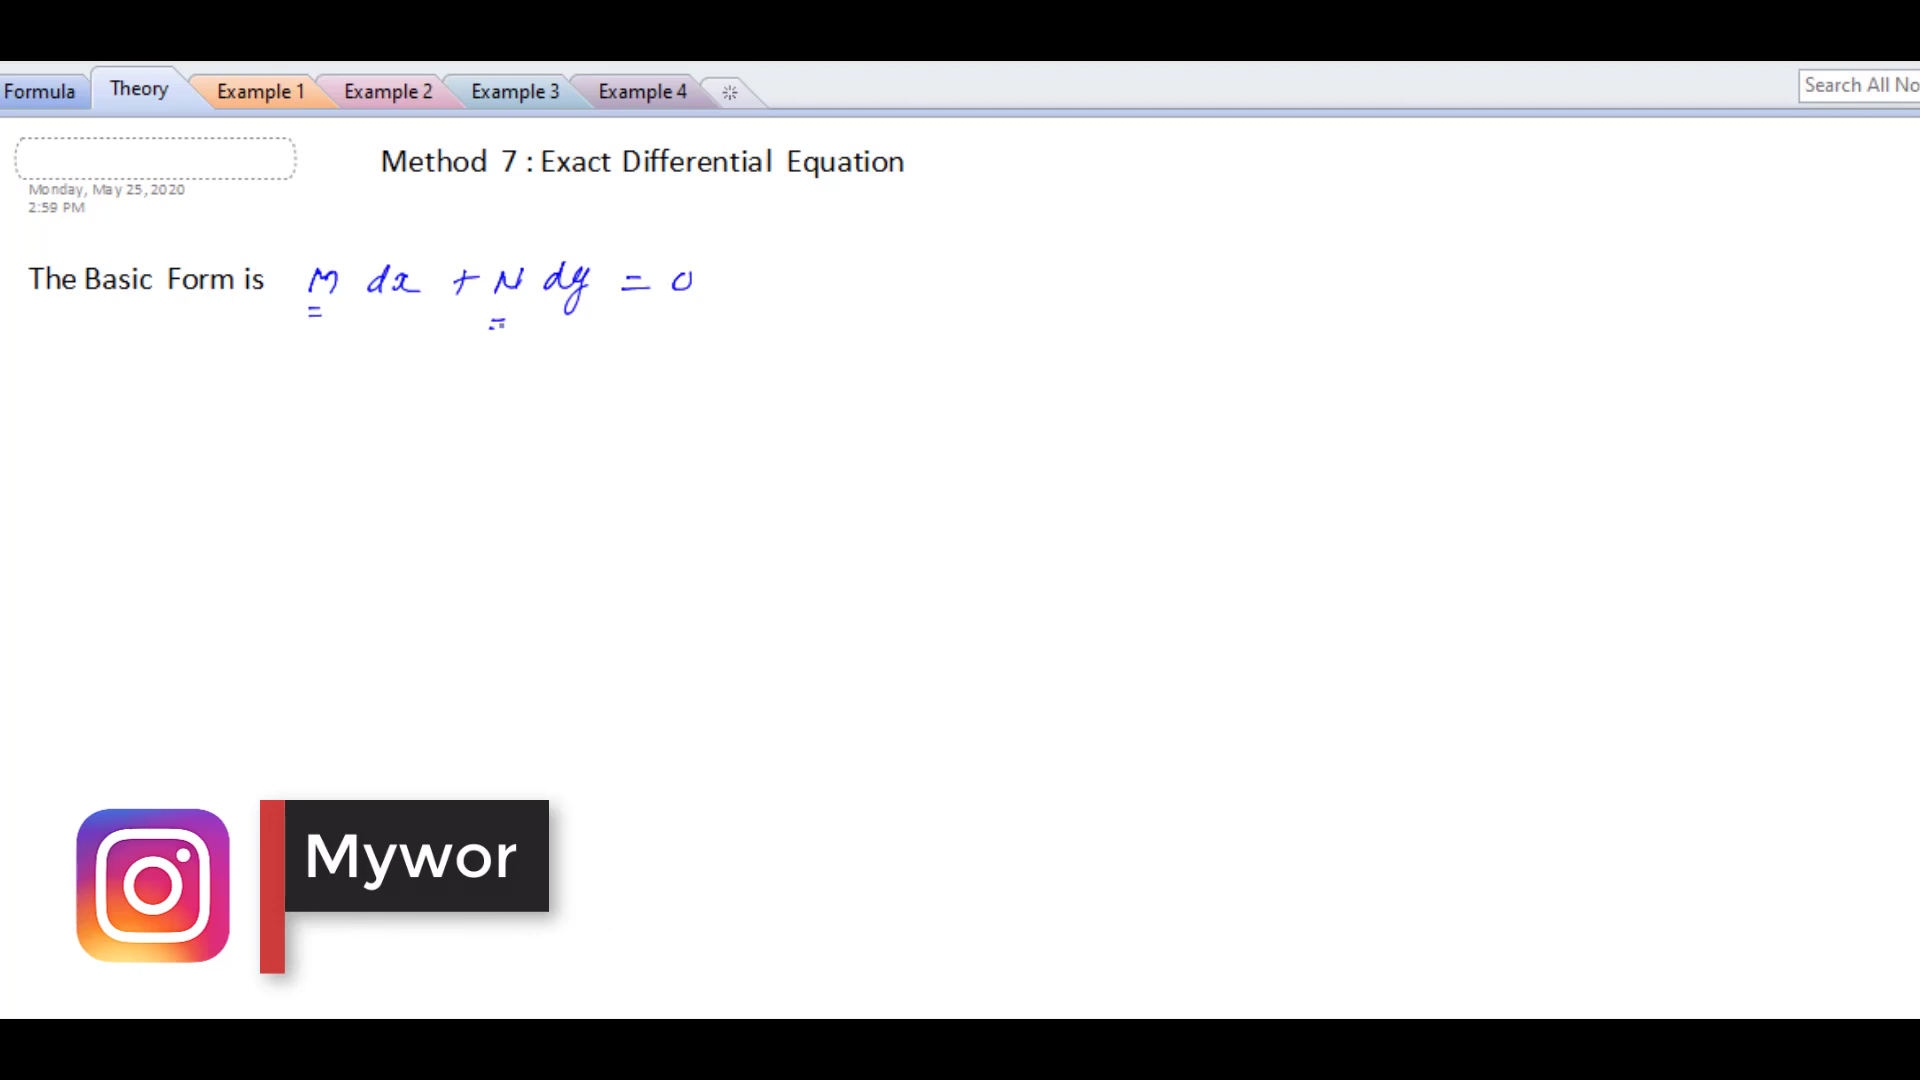 Formula Theory Example 1 Example 2 Example 3 Example 4 Search All No
Method 7 : Exact Differential Equation
Monday, May 25, 2020
2:59 PM
The Basic Form is M dx + N dy = 0
Mywor